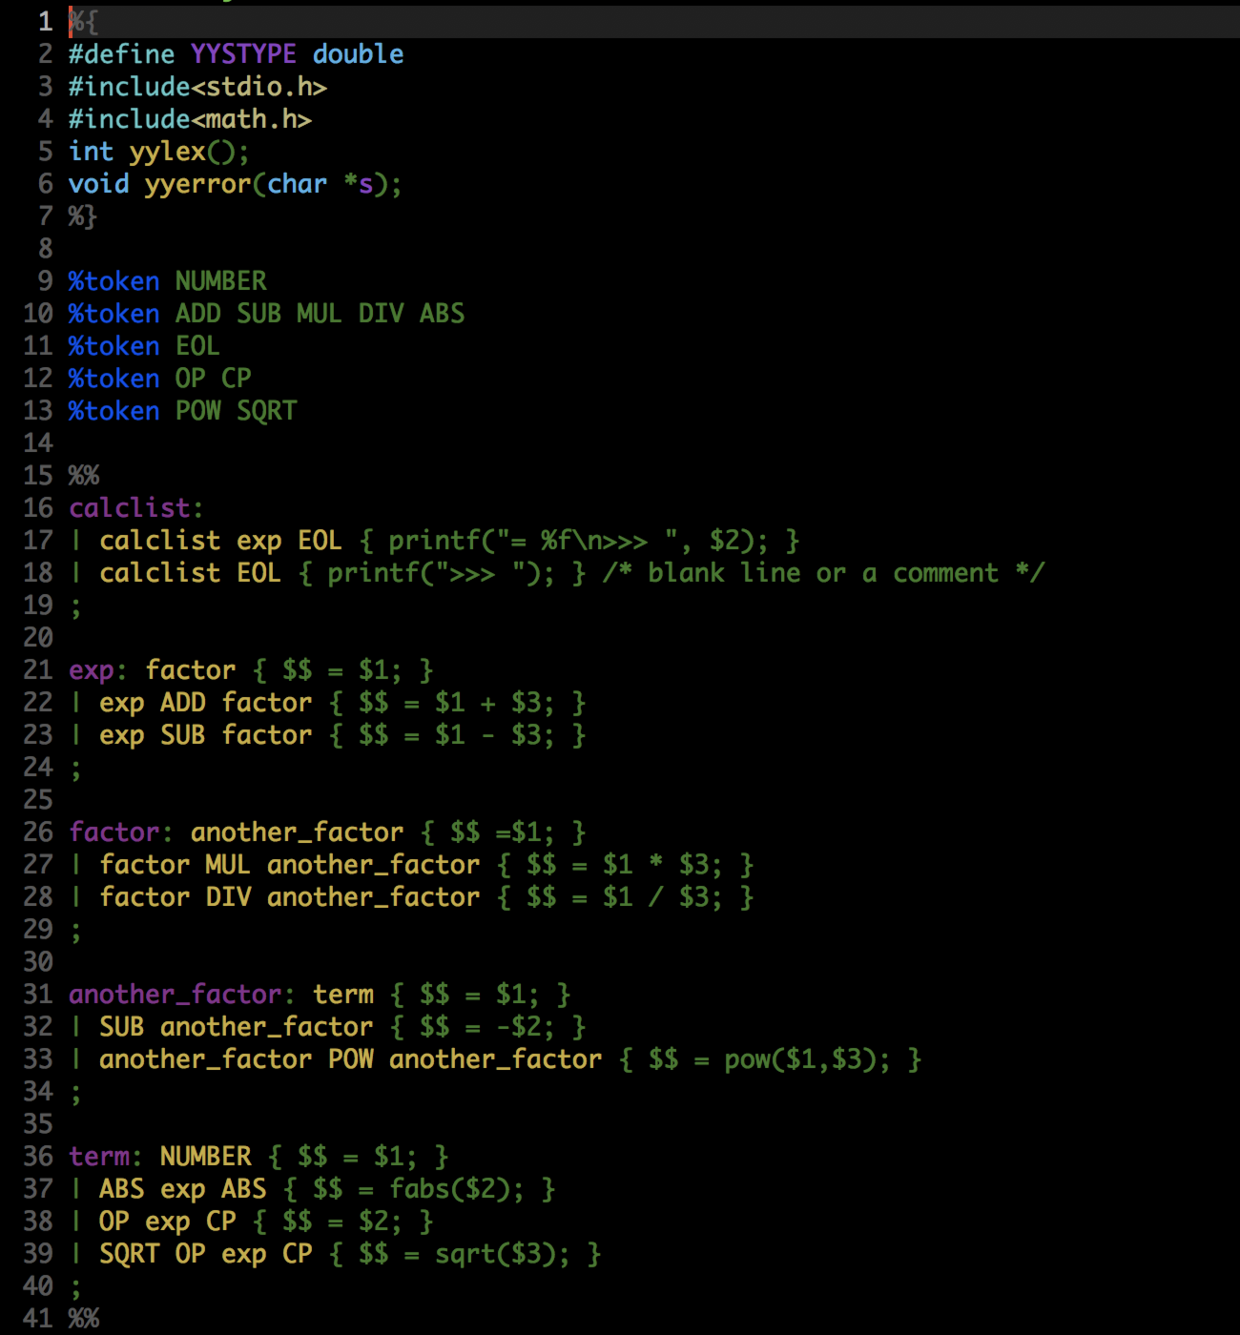 1 %{
2 #define YYSTYPE double
3 #include<stdio.h>
4 #include<math.h>
5 int yylex();
6 void yyerror(char *s);
7 %}
8
9 %token NUMBER
10 %token ADD SUB MUL DIV ABS
11 %token EOL
12 %token OP CP
13 %token POW SQRT
14
15 %%
16 calclist:
17 | calclist exp EOL { printf("= %f\n>>> ", $2); }
18 | calclist EOL { printf(">>> "); } /* blank line or a comment */
19 ;
20
21 exp: factor { $$ = $1; }
22 | exp ADD factor { $$ = $1 + $3; }
23 | exp SUB factor { $$ = $1 - $3; }
24 ;
25
26 factor: another_factor { $$ =$1; }
27 | factor MUL another_factor { $$ = $1 * $3; }
28 | factor DIV another_factor { $$ = $1 / $3; }
29 ;
30
31 another_factor: term { $$ = $1; }
32 | SUB another_factor { $$ = -$2; }
33 | another_factor POW another_factor { $$ = pow($1,$3); }
34 ;
35
36 term: NUMBER { $$ = $1; }
37 | ABS exp ABS { $$ = fabs($2); }
38 | OP exp CP { $$ = $2; }
39 | SQRT OP exp CP { $$ = sqrt($3); }
40 ;
41 %%